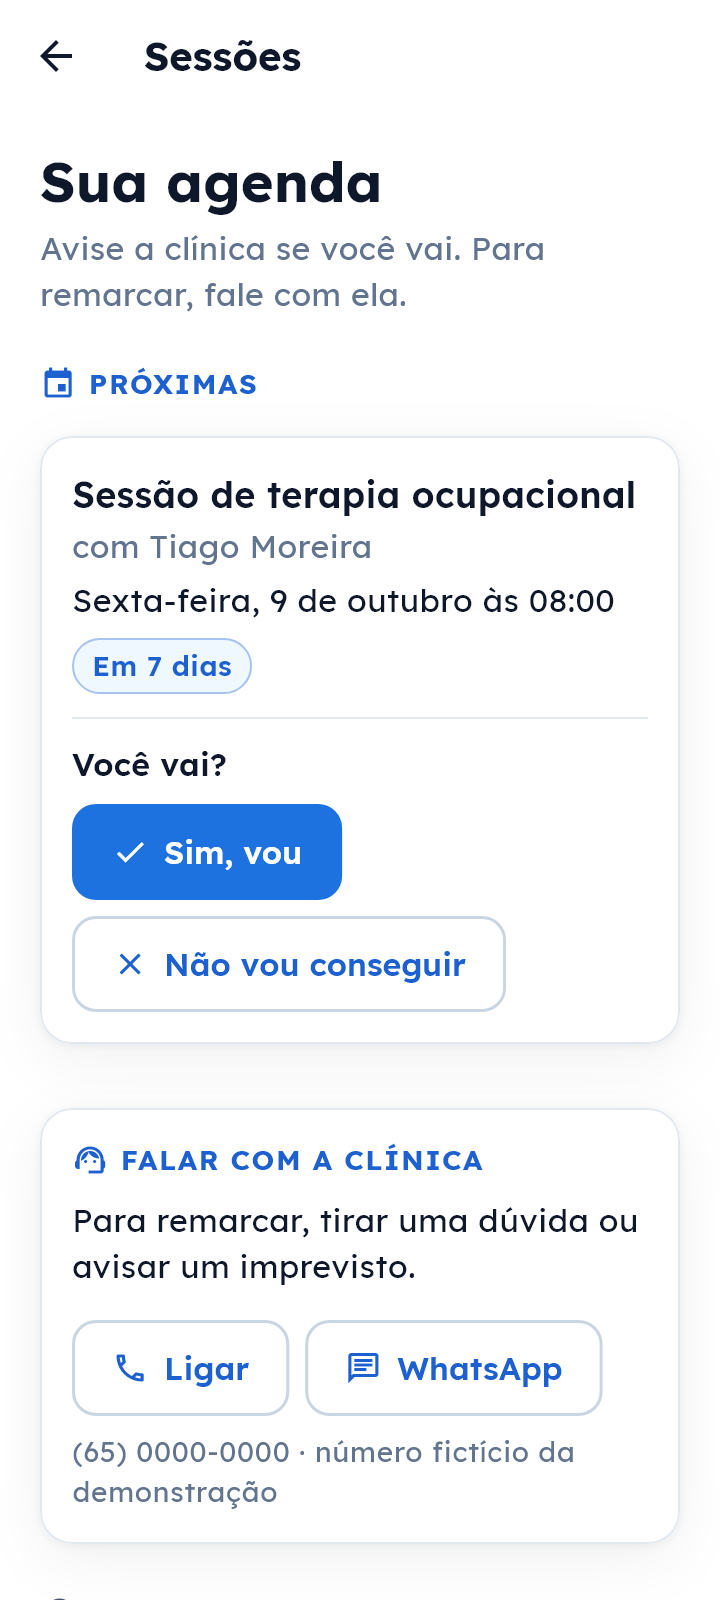 Sessões
Sua agenda
Avise a clínica se você vai. Para
remarcar, fale com ela.
PRÓXIMAS
Sessão de terapia ocupacional
com Tiago Moreira
Sexta-feira, 9 de outubro às 08:00
Em 7 dias
Você vai?
Sim, vou
Não vou conseguir
FALAR COM A CLÍNICA
Para remarcar, tirar uma dúvida ou
avisar um imprevisto.
Ligar
WhatsApp
(65) 0000-0000 · número fictício da
demonstração